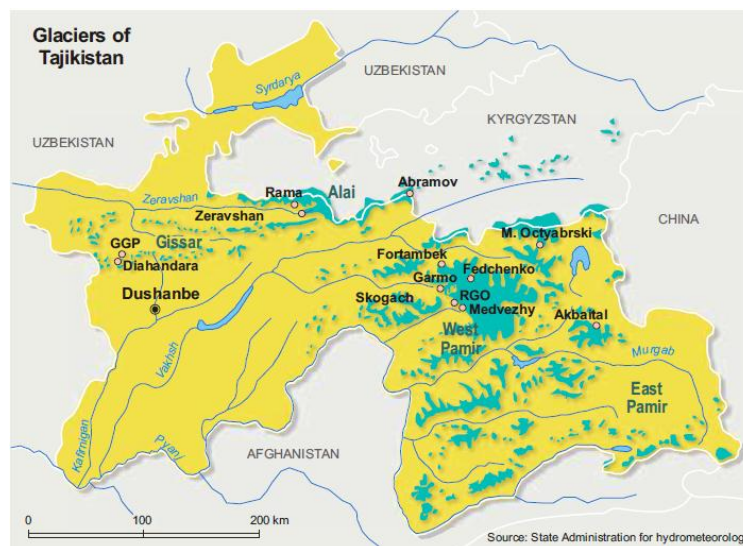 Glaciers of
Tajikistan
UZBEKISTAN
Syrdarya
KYRGYZSTAN
UZBEKISTAN
Zeravshan
Rama
Alai
Abramov
CHINA
Zeravshan
M. Octyabrski
GGP
Gissar
Diahandara
Fortambek
Fedchenko
Garmo
Dushanbe
Skogach
RGO
Medvezhy
Akbaital
West
Pamir
Murgab
Vakhsh
East
Pamir
Kafirnigan
Pyanj
AFGHANISTAN
0 100 200 km
Source: State Administration for hydrometeorolog